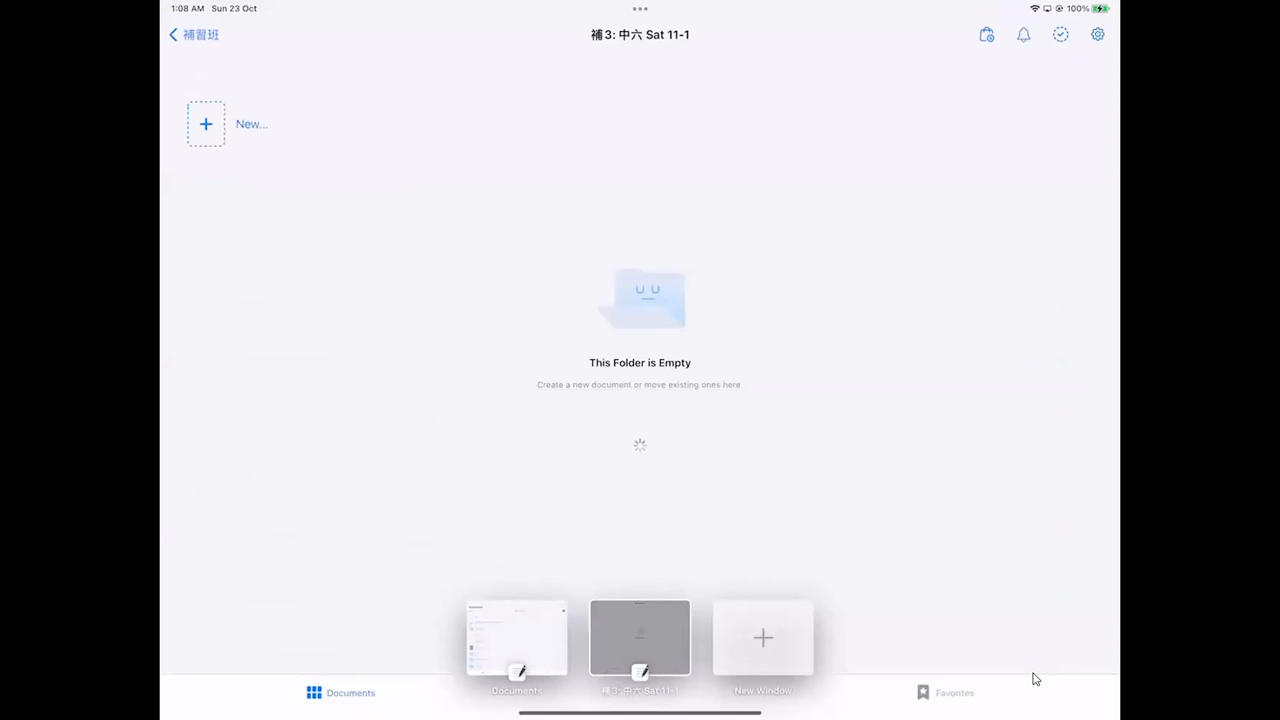 1:08 AM Sun 23 Oct
100%
補習班
補3: 中六 Sat 11-1
New...
This Folder is Empty
Create a new document or move existing ones here.
Documents
補3: 中六 Sat 11-1
New Window
Documents
Favorites